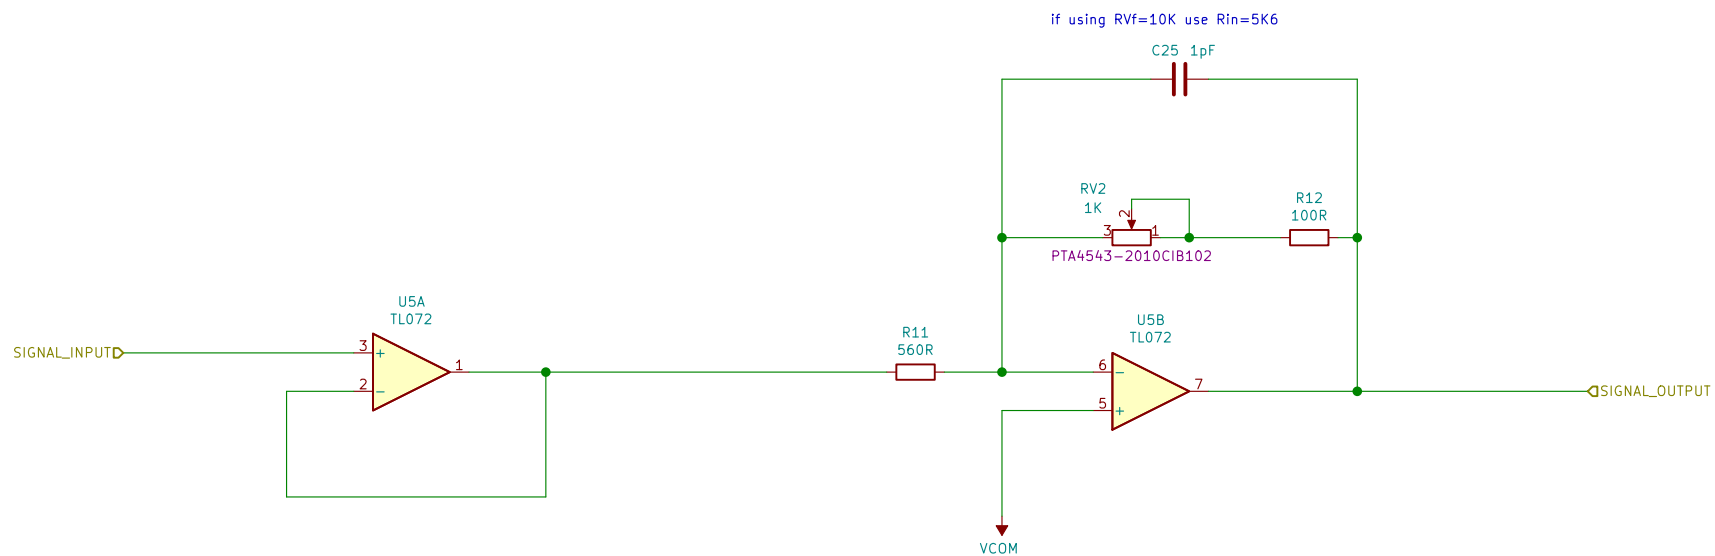 if using RVf=10K use Rin=5K6
C25 1pF
RV2
1K
2
3
1
PTA4543-2010CIB102
R12
100R
U5A
TL072
SIGNAL_INPUT
3
+
2
−
1
R11
560R
U5B
TL072
6
−
5
+
7
SIGNAL_OUTPUT
VCOM